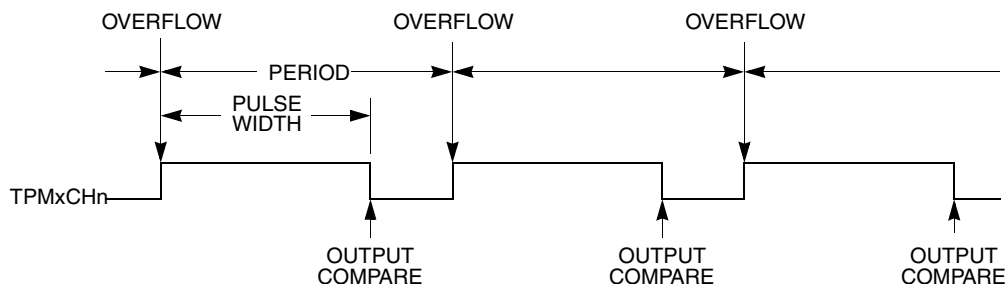 OVERFLOW OVERFLOW OVERFLOW
PERIOD
PULSE
WIDTH
TPMxCHn
OUTPUT
COMPARE
OUTPUT
COMPARE
OUTPUT
COMPARE